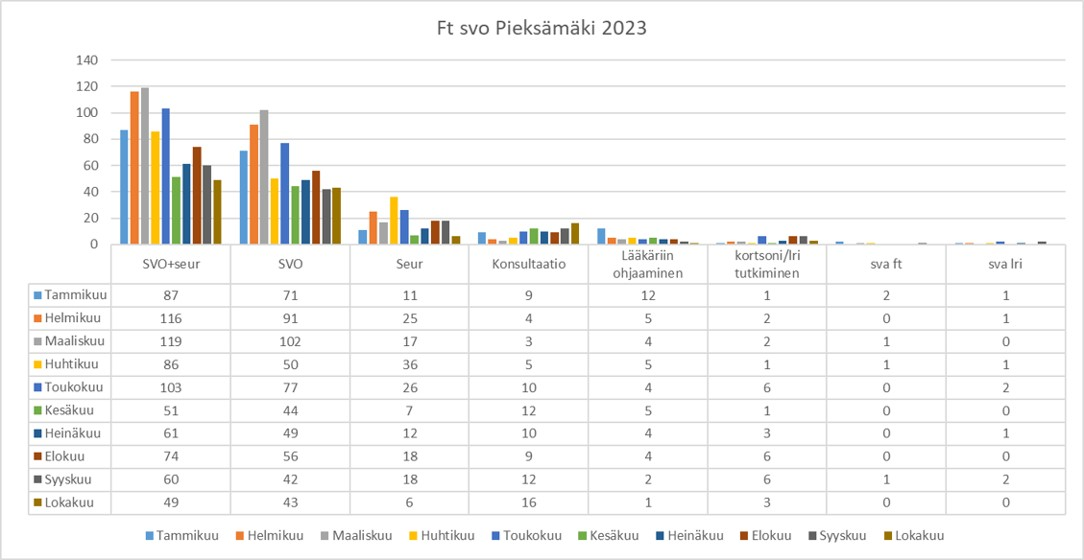 Ft svo Pieksämäki 2023
140
120
100
80
60
40
20
0
SVO+seur SVO Seur Konsultaatio Lääkäriin ohjaaminen kortsoni/lri tutkiminen sva ft sva lri
Tammikuu 87 71 11 9 12 1 2 1
Helmikuu 116 91 25 4 5 2 0 1
Maaliskuu 119 102 17 3 4 2 1 0
Huhtikuu 86 50 36 5 5 1 1 1
Toukokuu 103 77 26 10 4 6 0 2
Kesäkuu 51 44 7 12 5 1 0 0
Heinäkuu 61 49 12 10 4 3 0 1
Elokuu 74 56 18 9 4 6 0 0
Syyskuu 60 42 18 12 2 6 1 2
Lokakuu 49 43 6 16 1 3 0 0
Tammikuu Helmikuu Maaliskuu Huhtikuu Toukokuu Kesäkuu Heinäkuu Elokuu Syyskuu Lokakuu